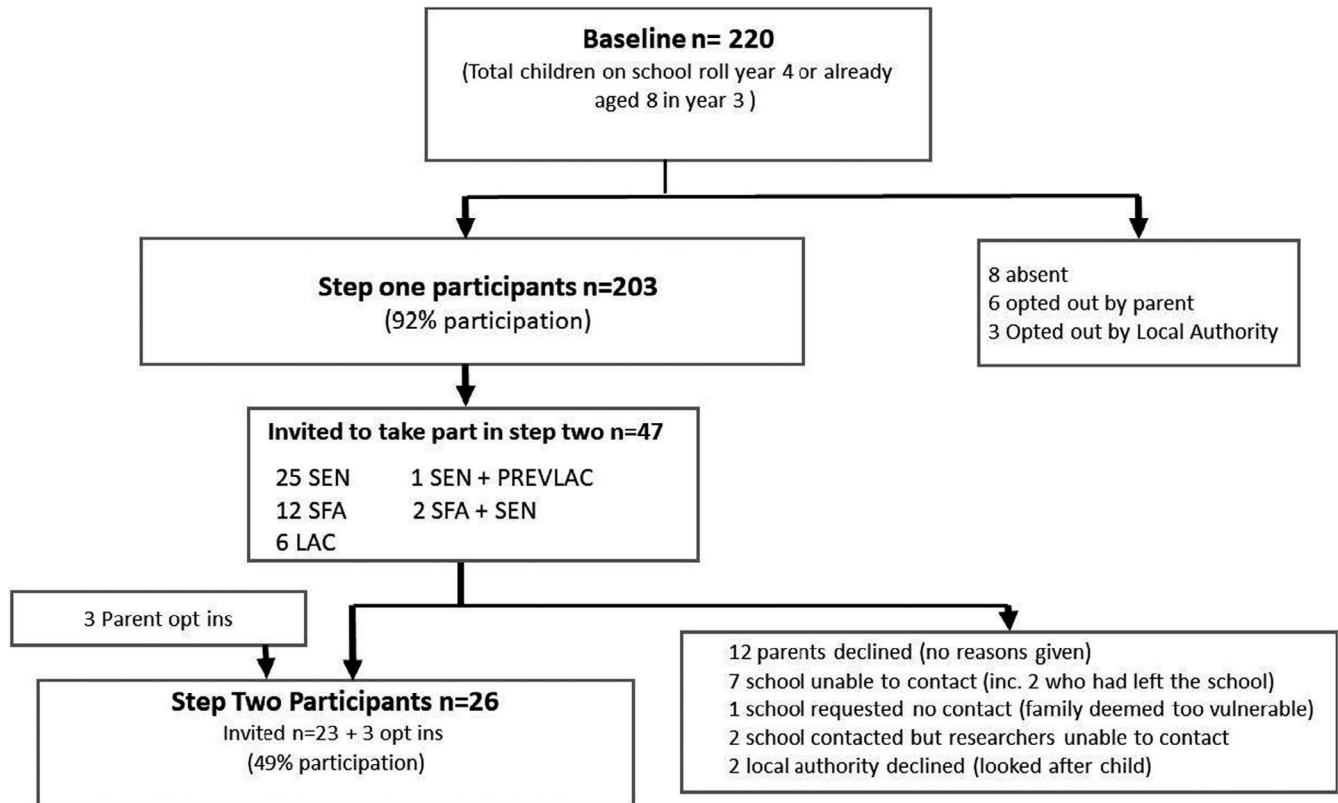 Baseline n= 220
(Total children on school roll year 4 or already
aged 8 in year 3 )
Step one participants n=203
(92% participation)
8 absent
6 opted out by parent
3 Opted out by Local Authority
Invited to take part in step two n=47
25 SEN 1 SEN + PREVLAC
12 SFA 2 SFA + SEN
6 LAC
3 Parent opt ins
Step Two Participants n=26
Invited n=23 + 3 opt ins
(49% participation)
12 parents declined (no reasons given)
7 school unable to contact (inc. 2 who had left the school)
1 school requested no contact (family deemed too vulnerable)
2 school contacted but researchers unable to contact
2 local authority declined (looked after child)